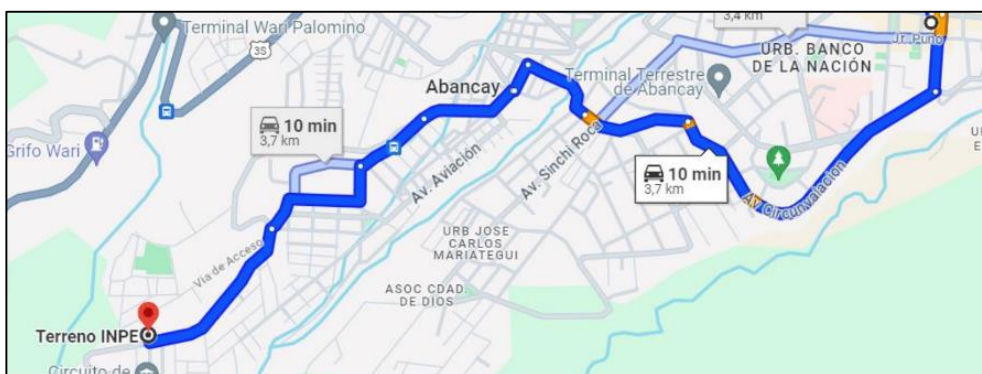 Terminal Wari Palomino
3S
3,4 km
Jr. Puno
URB. BANCO
DE LA NACIÓN
Abancay
Terminal Terrestre
de Abancay
10 min
3,7 km
Grifo Wari
Av. Aviación
Av. Sinchi Roca
10 min
3,7 km
Av. Circunvalación
URB JOSE
CARLOS
MARIATEGUI
Via de Acceso
ASOC CDAD.
DE DIOS
Terreno INPE
Circuito de